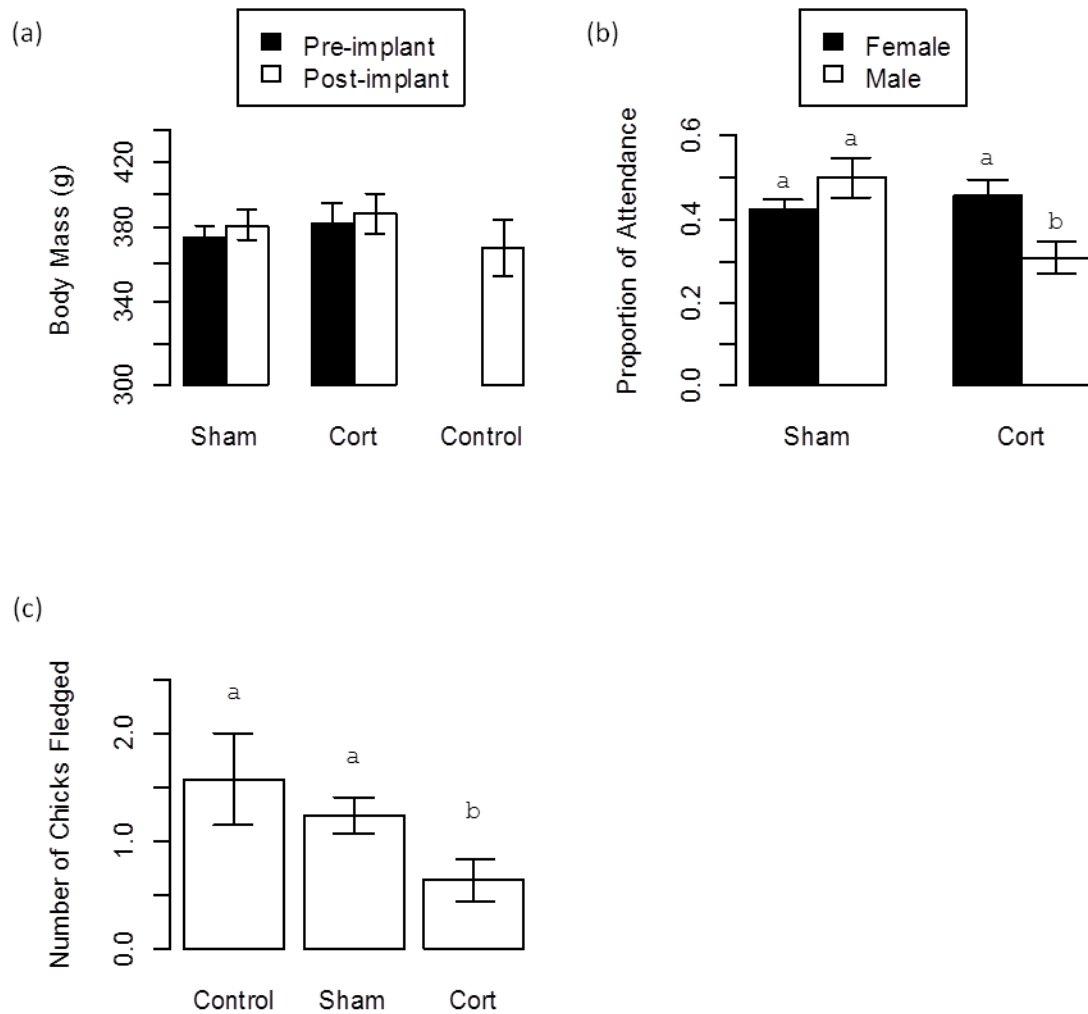 (a)
Pre-implant
Post-implant
Body Mass (g)
420
380
340
300
Sham Cort Control
(b)
Female
Male
Proportion of Attendance
0.6
0.4
0.2
0.0
a a a b
Sham Cort
(c)
Number of Chicks Fledged
2.0
1.0
0.0
a a b
Control Sham Cort